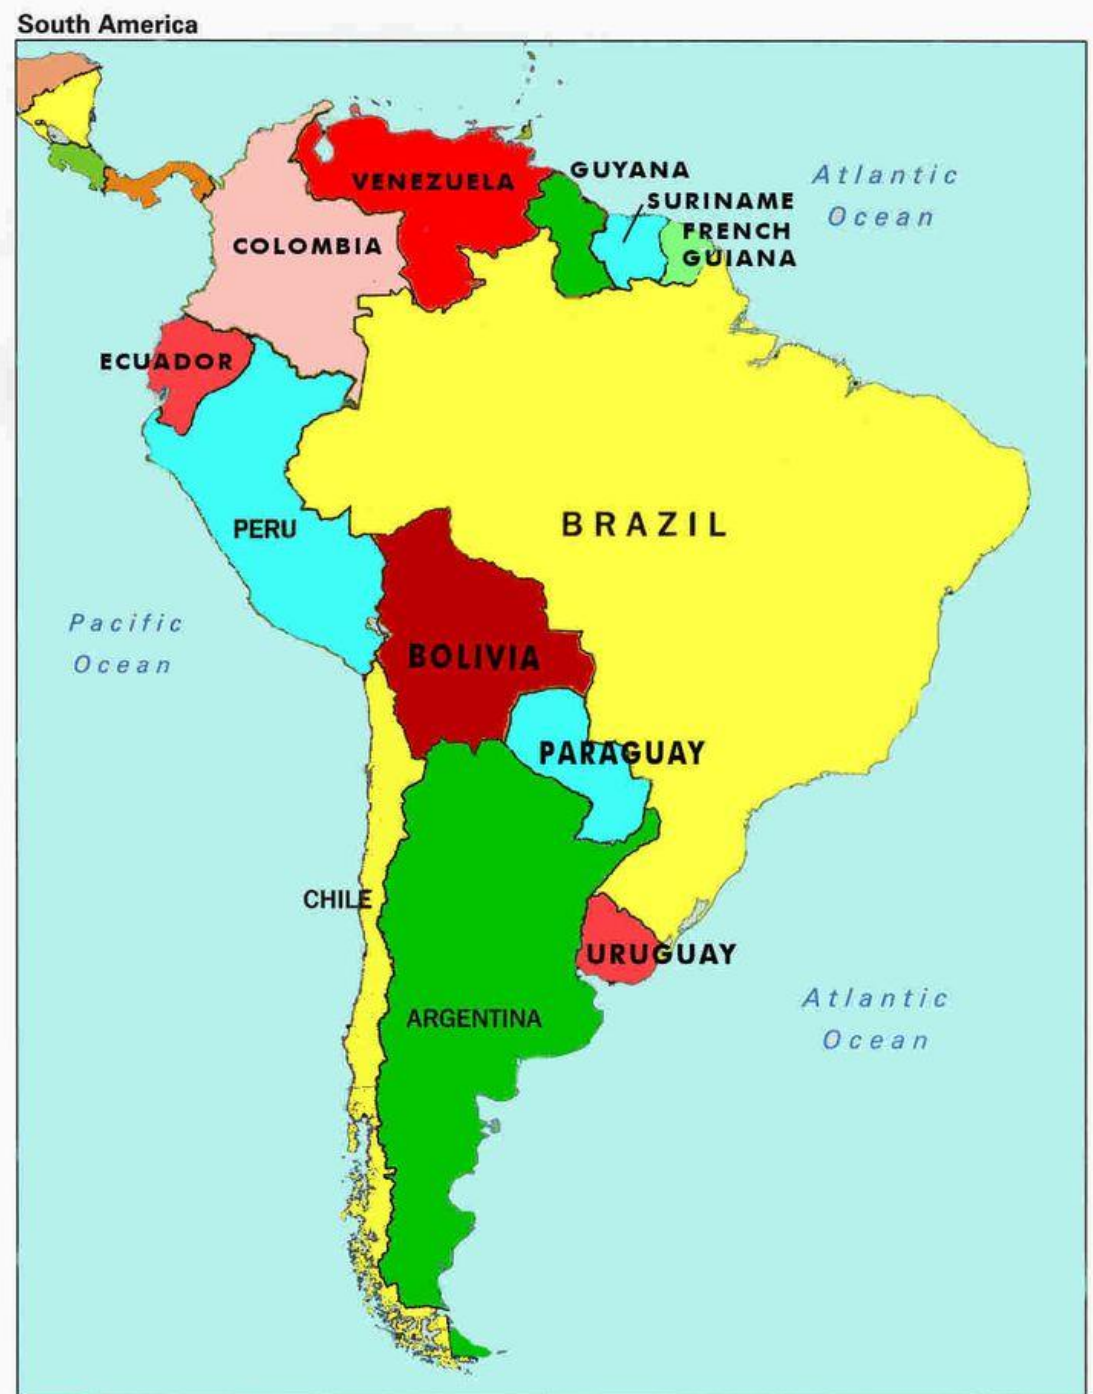 South America
VENEZUELA
GUYANA
Atlantic
Ocean
SURINAME
FRENCH
GUIANA
COLOMBIA
ECUADOR
PERU
BRAZIL
Pacific
Ocean
BOLIVIA
PARAGUAY
CHILE
URUGUAY
ARGENTINA
Atlantic
Ocean